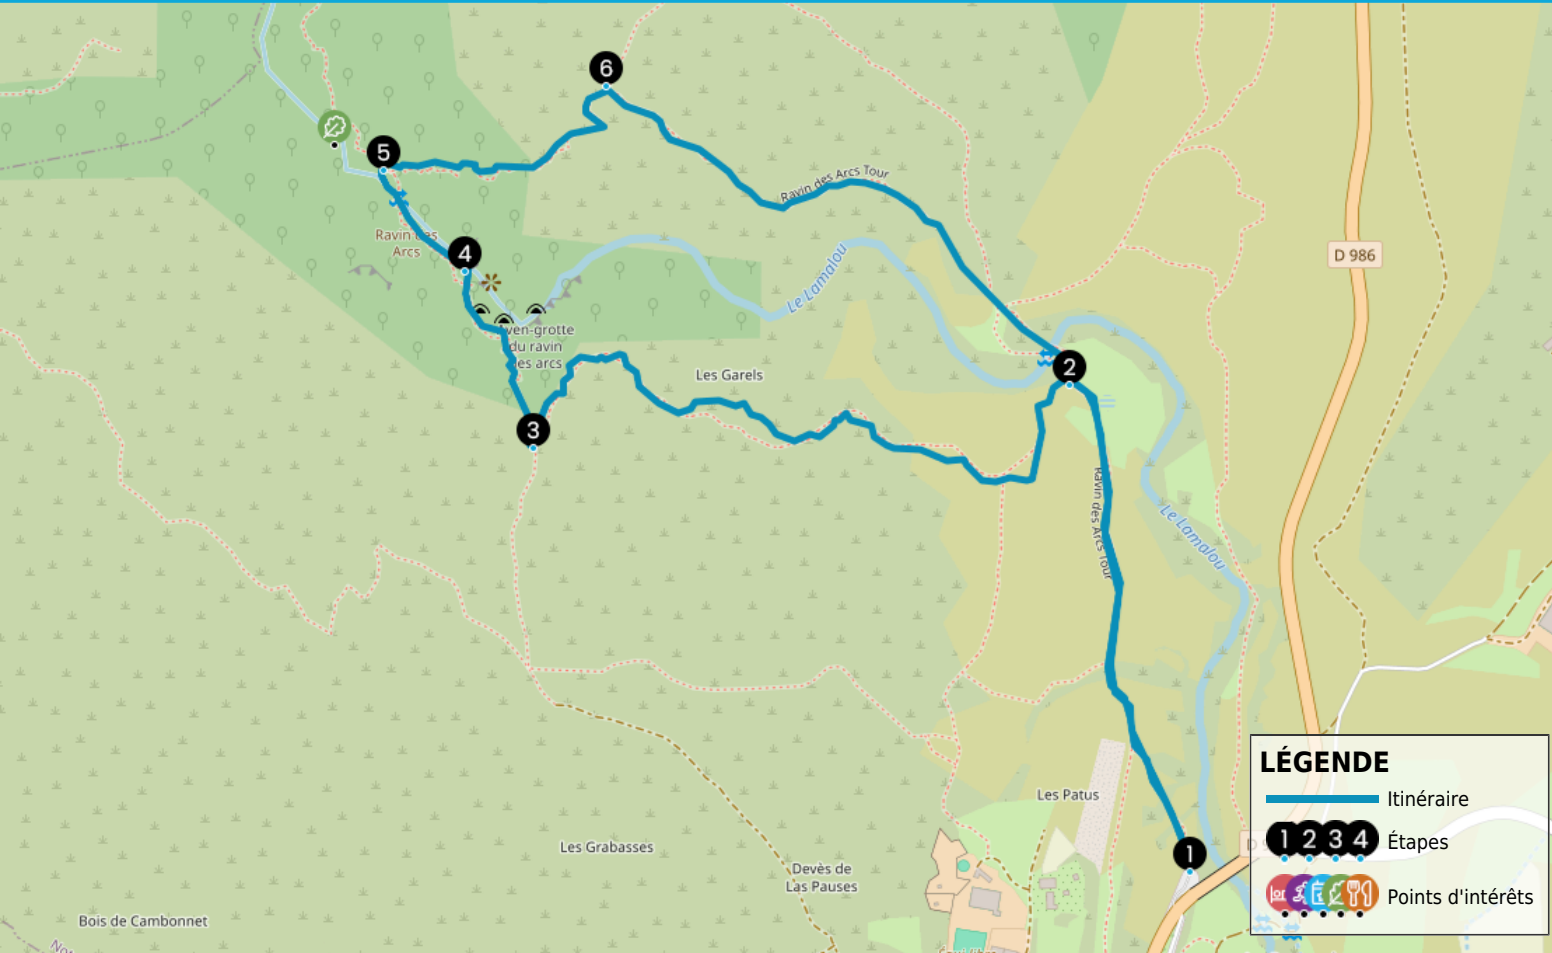 6
5
Ravin des Arcs Tour
Ravin des
Arcs
4
D 986
Le Lamalou
Aven-grotte
du ravin
des arcs
Les Garels
2
3
Ravin des Arcs Tour
Le Lamalou
Les Patus
1
Les Grabasses
Devès de
Las Pauses
Bois de Cambonnet
LÉGENDE
Itinéraire
1 2 3 4
Étapes
Points d'intérêts